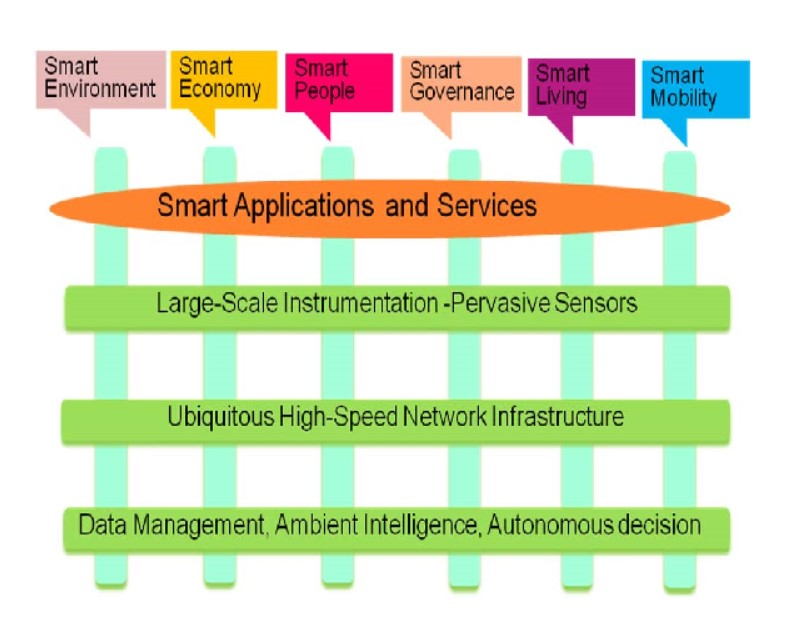 Smart
Environment
Smart
Economy
Smart
People
Smart
Governance
Smart
Living
Smart
Mobility
Smart Applications and Services
Large-Scale Instrumentation -Pervasive Sensors
Ubiquitous High-Speed Network Infrastructure
Data Management, Ambient Intelligence, Autonomous decision